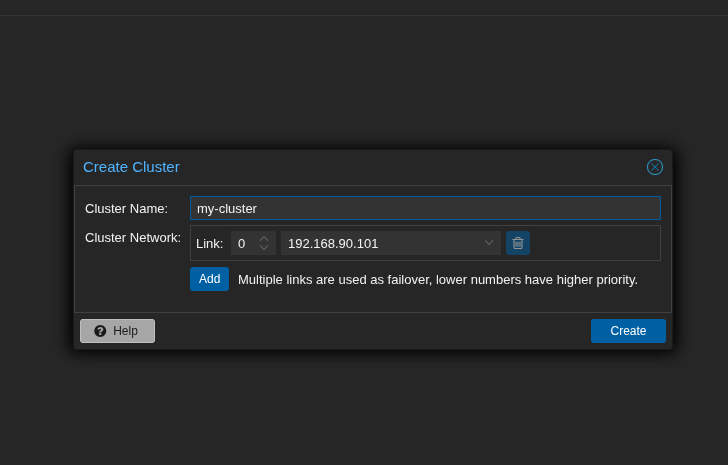 Create Cluster
Cluster Name: my-cluster
Cluster Network: Link: 0 192.168.90.101
Add Multiple links are used as failover, lower numbers have higher priority.
Help Create